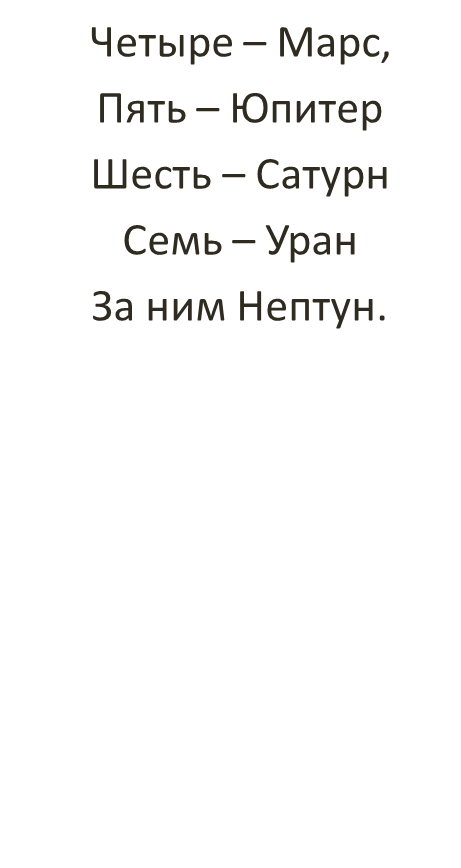 Четыре – Марс,
Пять – Юпитер
Шесть – Сатурн
Семь – Уран
За ним Нептун.